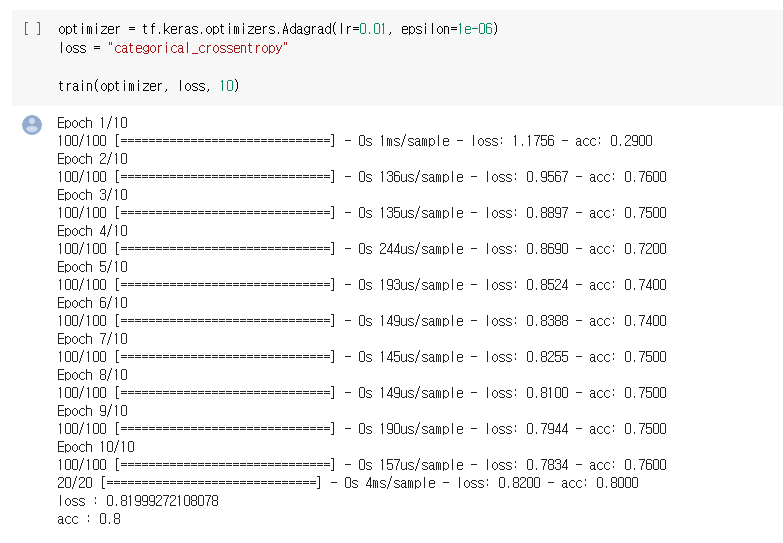 [ ] optimizer = tf.keras.optimizers.Adagrad(lr=0.01, epsilon=1e-06)
loss = "categorical_crossentropy"
train(optimizer, loss, 10)
Epoch 1/10
100/100 [==============================] - 0s 1ms/sample - loss: 1.1756 - acc: 0.2900
Epoch 2/10
100/100 [==============================] - 0s 136us/sample - loss: 0.9567 - acc: 0.7600
Epoch 3/10
100/100 [==============================] - 0s 135us/sample - loss: 0.8897 - acc: 0.7500
Epoch 4/10
100/100 [==============================] - 0s 244us/sample - loss: 0.8690 - acc: 0.7200
Epoch 5/10
100/100 [==============================] - 0s 193us/sample - loss: 0.8524 - acc: 0.7400
Epoch 6/10
100/100 [==============================] - 0s 149us/sample - loss: 0.8388 - acc: 0.7400
Epoch 7/10
100/100 [==============================] - 0s 145us/sample - loss: 0.8255 - acc: 0.7500
Epoch 8/10
100/100 [==============================] - 0s 149us/sample - loss: 0.8100 - acc: 0.7500
Epoch 9/10
100/100 [==============================] - 0s 190us/sample - loss: 0.7944 - acc: 0.7500
Epoch 10/10
100/100 [==============================] - 0s 157us/sample - loss: 0.7834 - acc: 0.7600
20/20 [==============================] - 0s 4ms/sample - loss: 0.8200 - acc: 0.8000
loss : 0.81999272108078
acc : 0.8